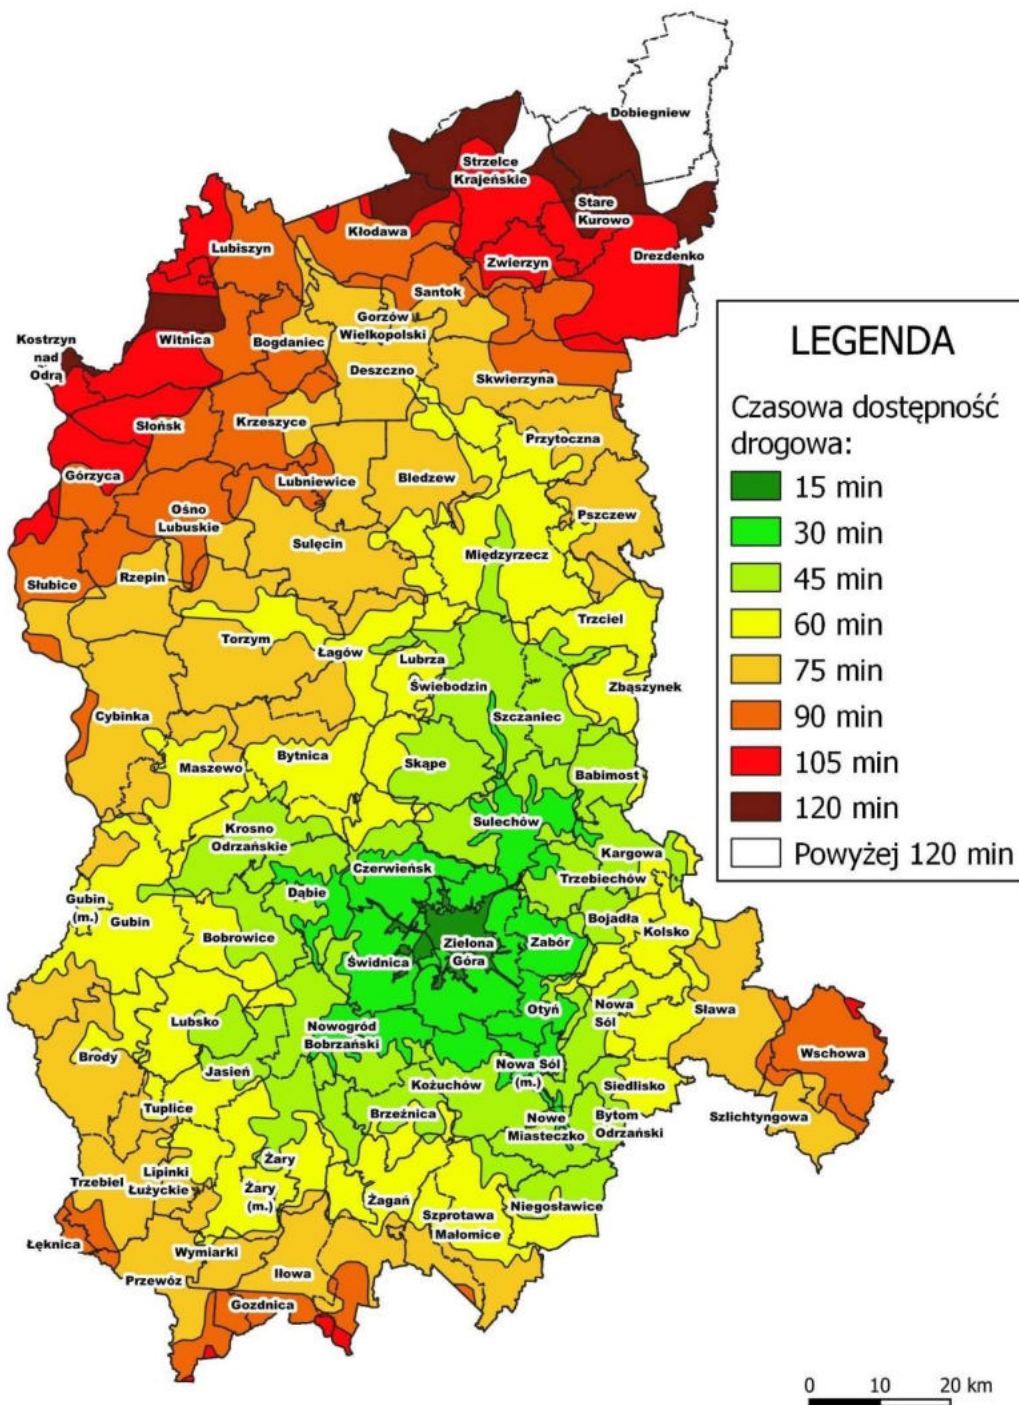 Dobiegniew
Strzelce
Krajeńskie
Stare
Kurowo
Kłodawa
Lubiszyn
Drezdenko
Zwierzyn
Santok
Gorzów
Wielkopolski
Witnica
Bogdaniec
Kostrzyn
nad
Odrą
Deszczno
Skwierzyna
Słońsk
Krzeszyce
Przytoczna
Górzyca
Lubniewice
Bledzew
Ośno
Lubuskie
Pszczew
Sulęcin
Międzyrzecz
Słubice
Rzepin
Trzciel
Torzym
Łagów
Lubrza
Świebodzin
Zbąszynek
Cybinka
Szczaniec
Bytnica
Skąpe
Maszewo
Babimost
Sulechów
Krosno
Odrzańskie
Kargowa
Czerwieńsk
Trzebiechów
Dąbie
Gubin
(m.)
Gubin
Bojadła
Kolsko
Bobrowice
Zielona
Góra
Zabór
Świdnica
Otyń
Nowa
Sól
Sława
Lubsko
Nowogród
Bobrzański
Wschowa
Brody
Jasień
Nowa Sól
(m.)
Kożuchów
Siedlisko
Tuplice
Brzeźnica
Nowe
Miasteczko
Bytom
Odrzański
Szlichtyngowa
Żary
Lipinki
Łużyckie
Trzebiel
Żary
(m.)
Żagań
Niegosławice
Szprotawa
Małomice
Łęknica
Wymiarki
Przewóz
Iłowa
Gozdnica
LEGENDA
Czasowa dostępność
drogowa:
15 min
30 min
45 min
60 min
75 min
90 min
105 min
120 min
Powyżej 120 min
0 10 20 km